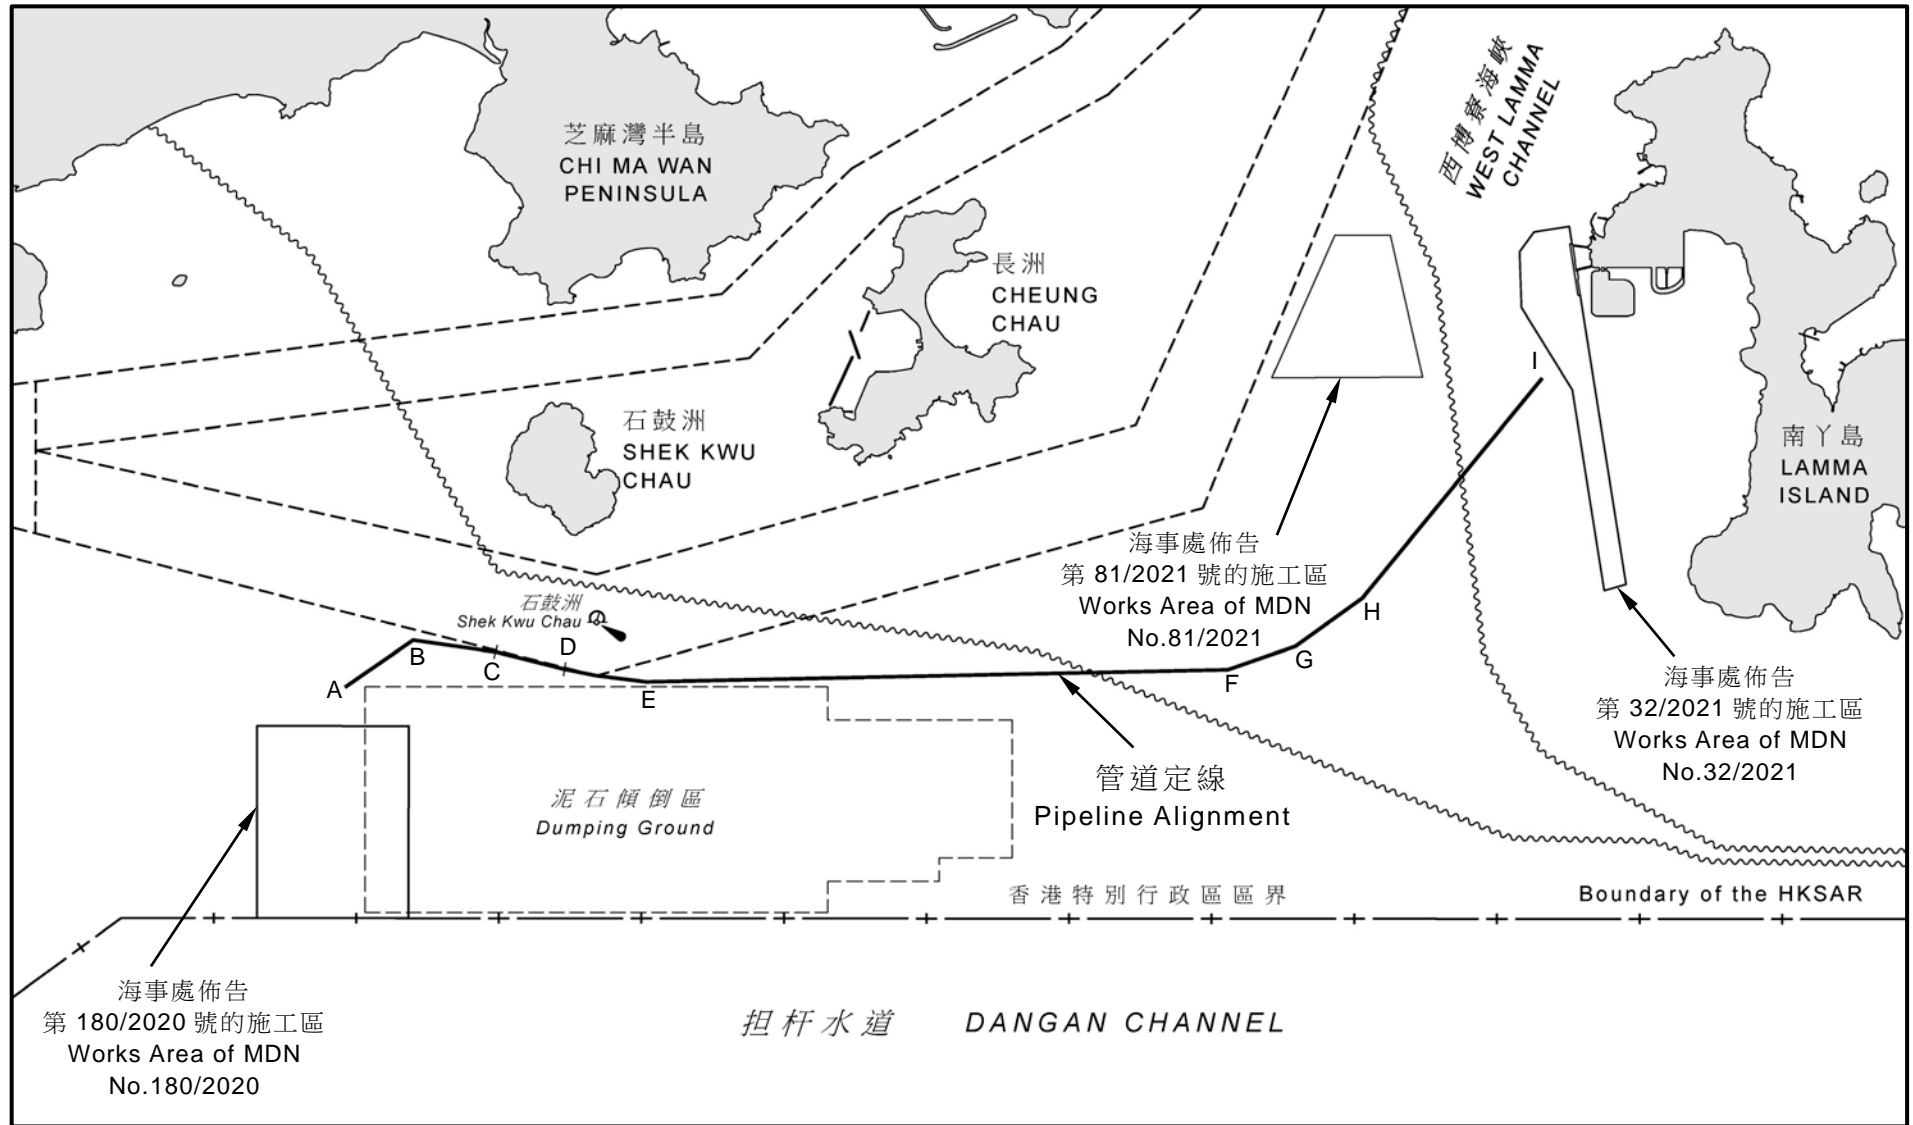 芝麻灣半島
CHI MA WAN
PENINSULA
西博寮海峽
WEST LAMMA
CHANNEL
長洲
CHEUNG
CHAU
石鼓洲
SHEK KWU
CHAU
南丫島
LAMMA
ISLAND
I
海事處佈告
第 81/2021 號的施工區
Works Area of MDN
No.81/2021
石鼓洲
Shek Kwu Chau
A
B
C
D
E
F
G
H
海事處佈告
第 32/2021 號的施工區
Works Area of MDN
No.32/2021
管道定線
Pipeline Alignment
泥石傾倒區
Dumping Ground
香港特別行政區區界
Boundary of the HKSAR
海事處佈告
第 180/2020 號的施工區
Works Area of MDN
No.180/2020
担杆水道 DANGAN CHANNEL